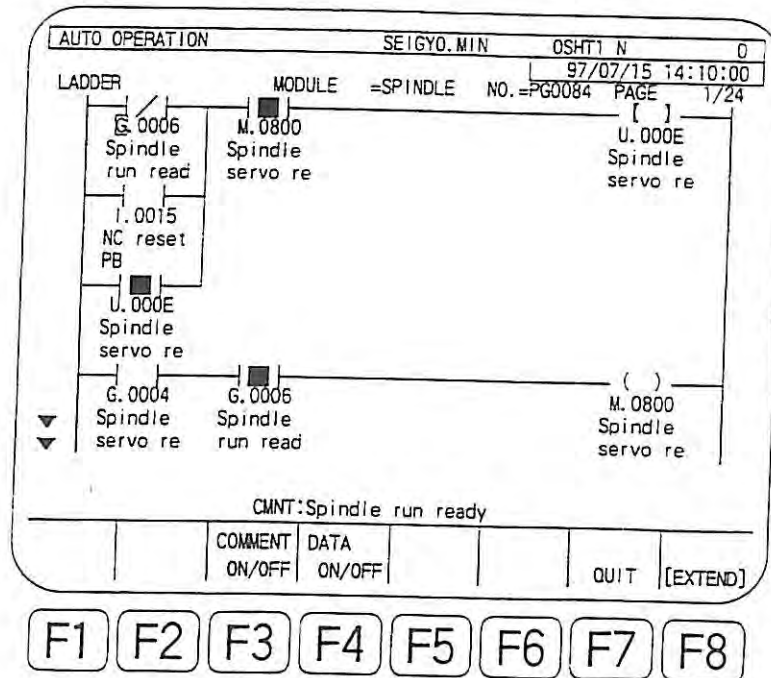 AUTO OPERATION SEIGYO.MIN OSHT1 N 0
97/07/15 14:10:00
LADDER MODULE =SPINDLE NO.=PG0084 PAGE 1/24
G.0006 M.0800 [ ] U.000E
Spindle Spindle Spindle
run read servo re servo re
I.0015
NC reset
PB
U.000E
Spindle
servo re
G.0004 G.0006 ( ) M.0800
Spindle Spindle Spindle
servo re run read servo re
CMNT:Spindle run ready
COMMENT DATA
ON/OFF ON/OFF QUIT [EXTEND]
F1 F2 F3 F4 F5 F6 F7 F8